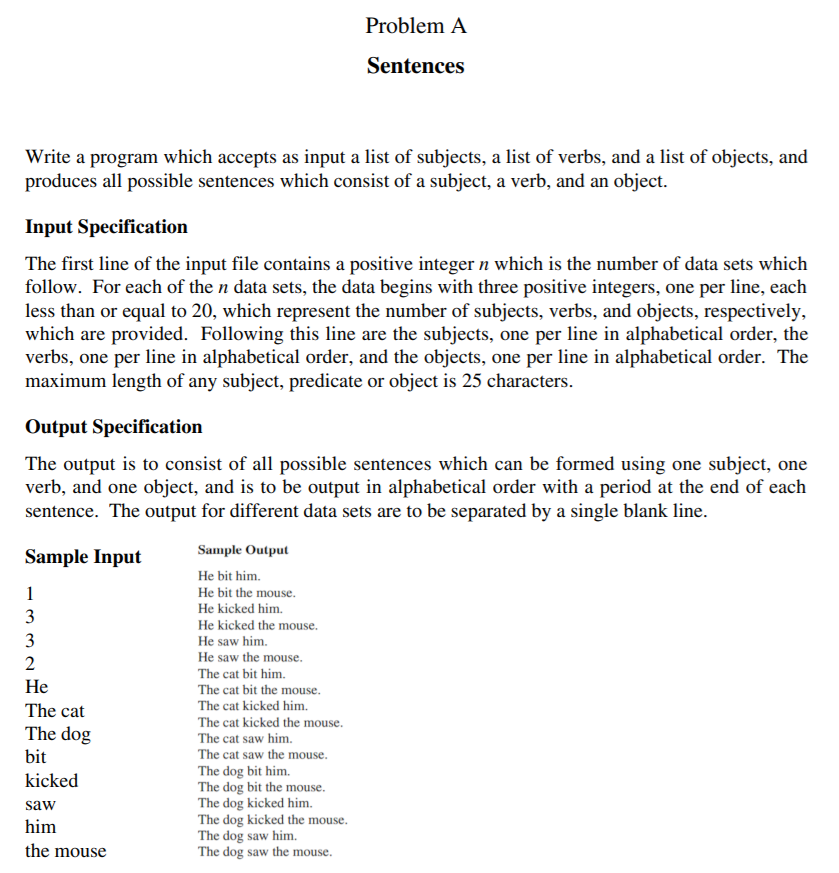 Problem A
Sentences
Write a program which accepts as input a list of subjects, a list of verbs, and a list of objects, and
produces all possible sentences which consist of a subject, a verb, and an object.
Input Specification
The first line of the input file contains a positive integer n which is the number of data sets which
follow.  For each of the n data sets, the data begins with three positive integers, one per line, each
less than or equal to 20, which represent the number of subjects, verbs, and objects, respectively,
which are provided.  Following this line are the subjects, one per line in alphabetical order, the
verbs, one per line in alphabetical order, and the objects, one per line in alphabetical order.  The
maximum length of any subject, predicate or object is 25 characters.
Output Specification
The output is to consist of all possible sentences which can be formed using one subject, one
verb, and one object, and is to be output in alphabetical order with a period at the end of each
sentence.  The output for different data sets are to be separated by a single blank line.
Sample Input
1
3
3
2
He
The cat
The dog
bit
kicked
saw
him
the mouse
Sample Output
He bit him.
He bit the mouse.
He kicked him.
He kicked the mouse.
He saw him.
He saw the mouse.
The cat bit him.
The cat bit the mouse.
The cat kicked him.
The cat kicked the mouse.
The cat saw him.
The cat saw the mouse.
The dog bit him.
The dog bit the mouse.
The dog kicked him.
The dog kicked the mouse.
The dog saw him.
The dog saw the mouse.